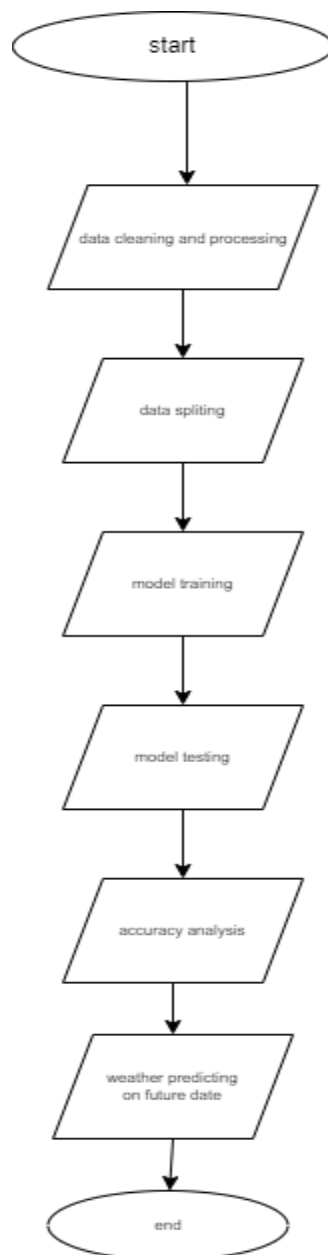 start
data cleaning and processing
data spliting
model training
model testing
accuracy analysis
weather predicting
on future date
end